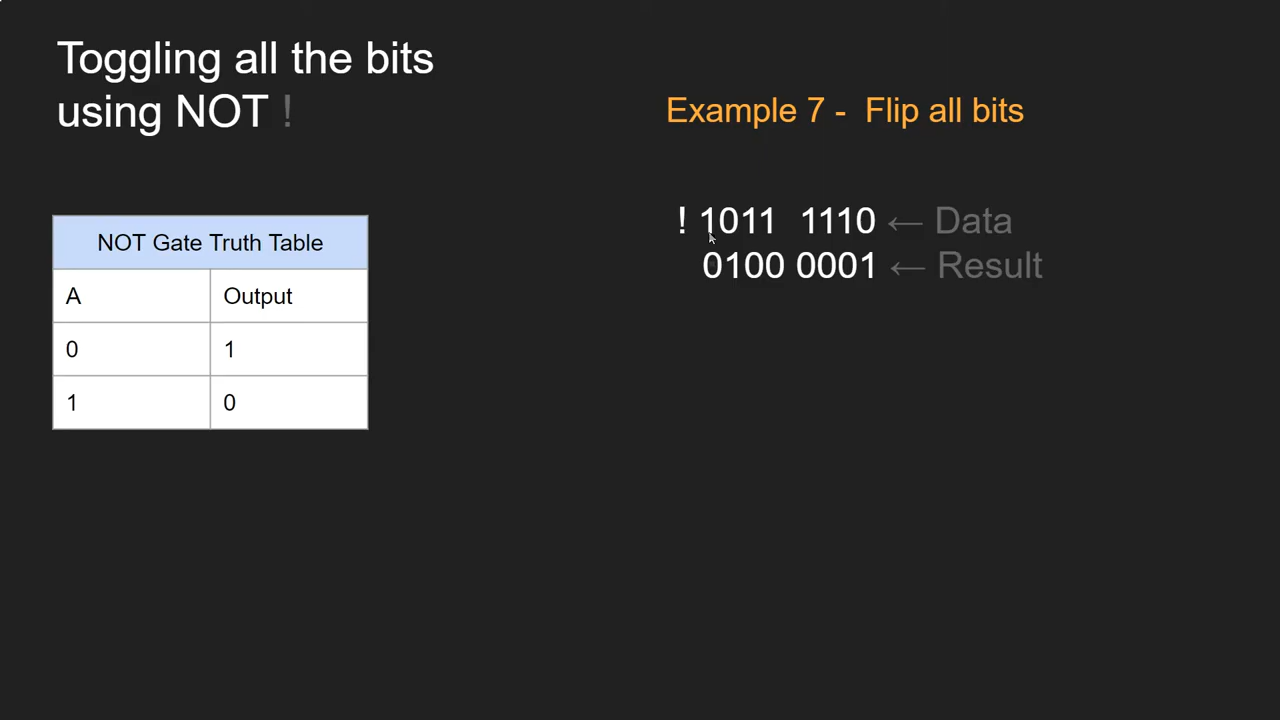 Toggling all the bits
using NOT !
Example 7 - Flip all bits
NOT Gate Truth Table
A Output
0 1
1 0
! 1011 1110 ← Data
0100 0001 ← Result